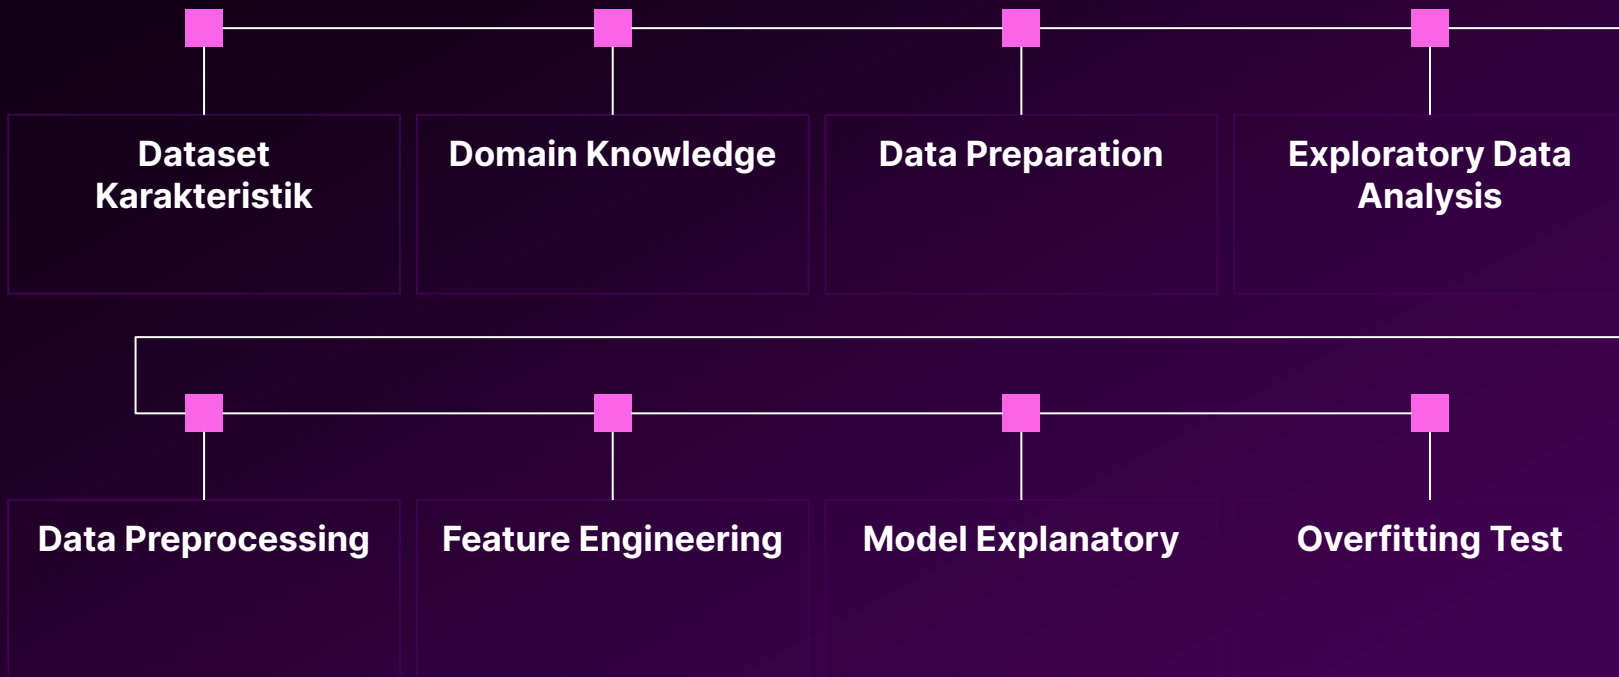 Dataset
Karakteristik
Domain Knowledge
Data Preparation
Exploratory Data
Analysis
Data Preprocessing
Feature Engineering
Model Explanatory
Overfitting Test